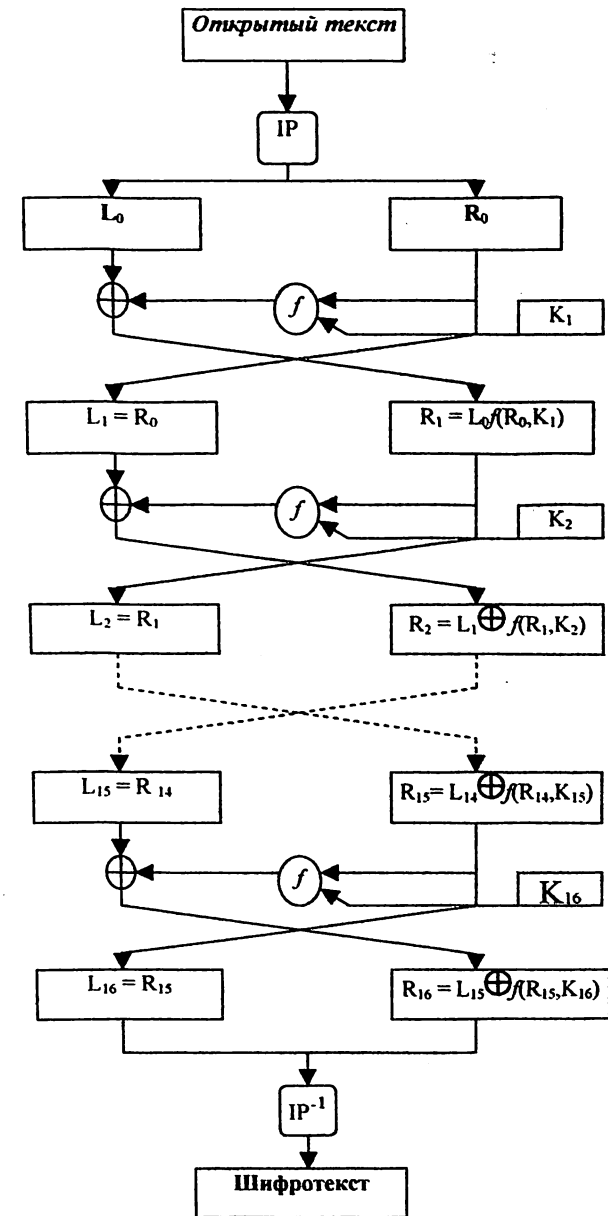 Открытый текст
IP
L₀ R₀
f K₁
L₁ = R₀ R₁ = L₀f(R₀,K₁)
f K₂
L₂ = R₁ R₂ = L₁⊕f(R₁,K₂)
L₁₅ = R ₁₄ R₁₅= L₁₄⊕f(R₁₄,K₁₅)
f K₁₆
L₁₆ = R₁₅ R₁₆ = L₁₅⊕f(R₁₅,K₁₆)
IP⁻¹
Шифротекст